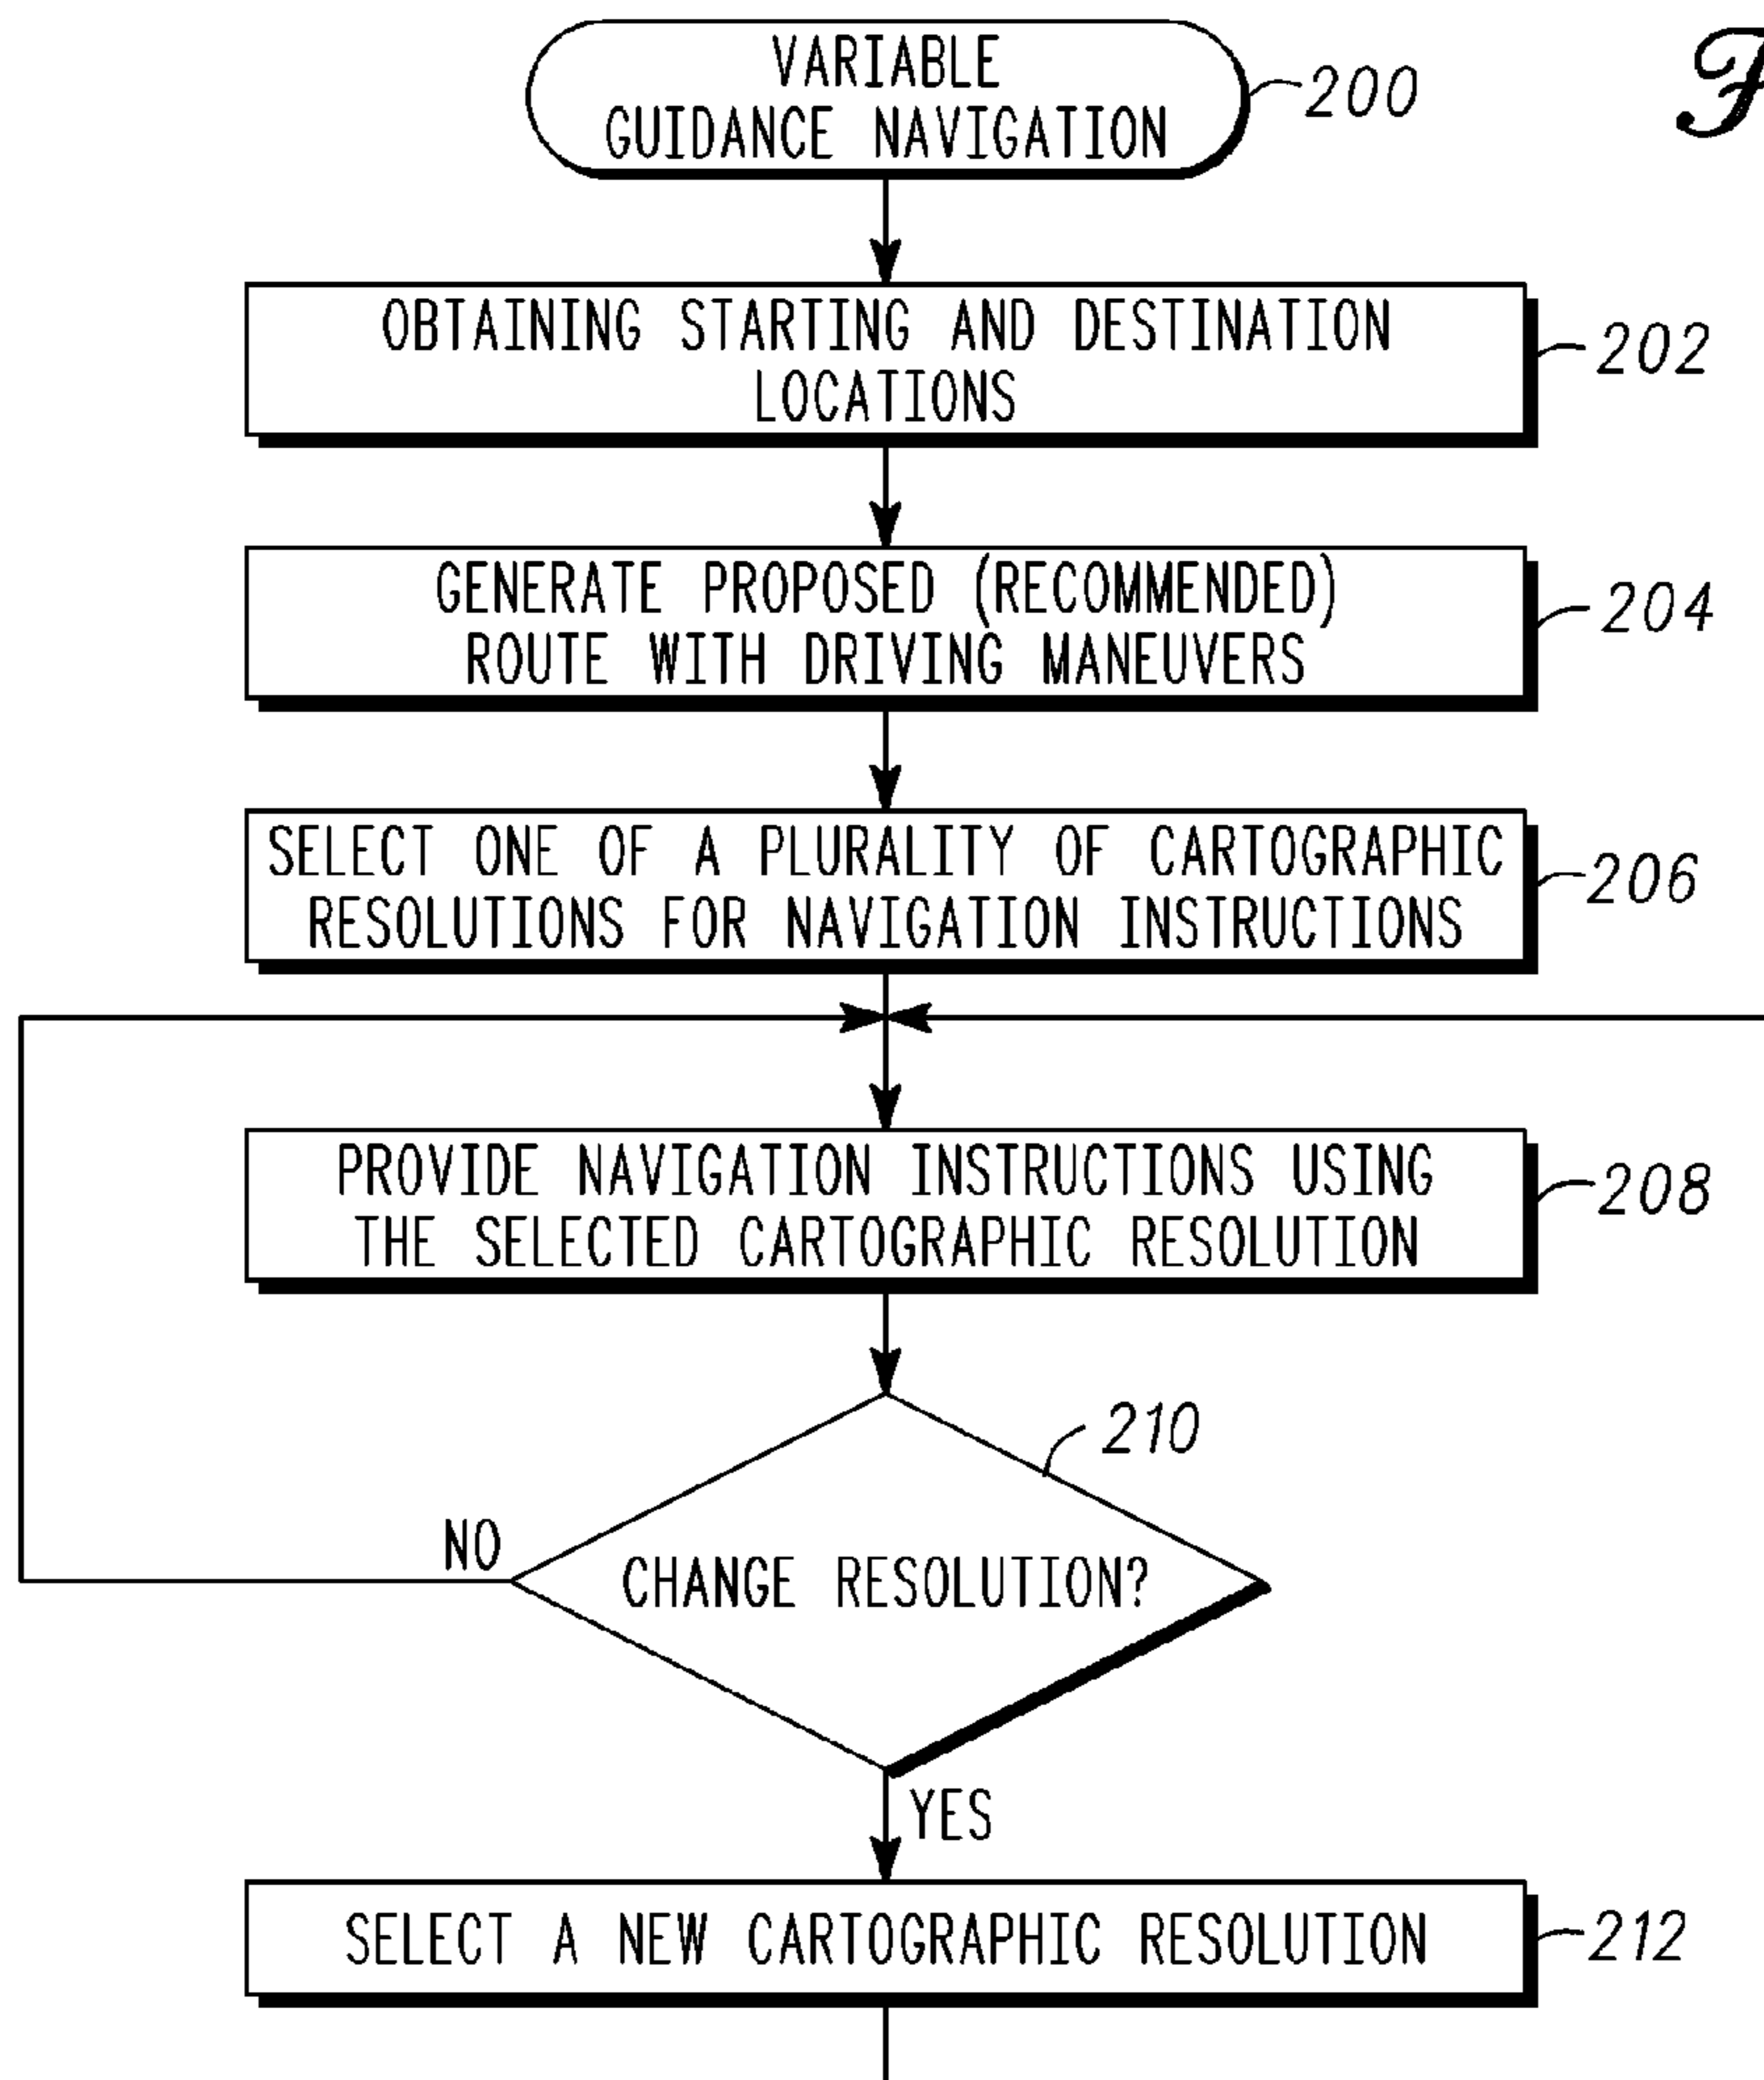 VARIABLE
GUIDANCE NAVIGATION
200
OBTAINING STARTING AND DESTINATION
LOCATIONS
202
GENERATE PROPOSED (RECOMMENDED)
ROUTE WITH DRIVING MANEUVERS
204
SELECT ONE OF A PLURALITY OF CARTOGRAPHIC
RESOLUTIONS FOR NAVIGATION INSTRUCTIONS
206
PROVIDE NAVIGATION INSTRUCTIONS USING
THE SELECTED CARTOGRAPHIC RESOLUTION
208
210
NO
CHANGE RESOLUTION?
YES
SELECT A NEW CARTOGRAPHIC RESOLUTION
212